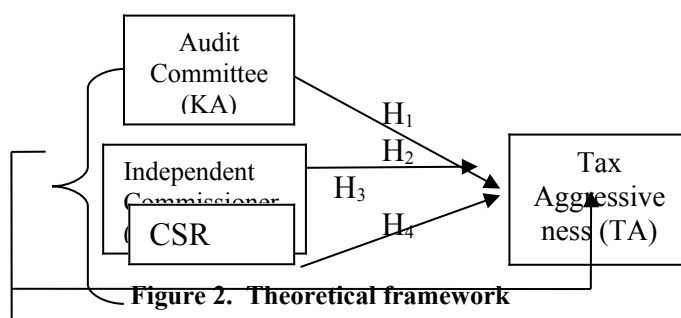 Audit
Committee
(KA)
H1
H2
Independent
Commissioner
(
H3
CSR
H4
Tax
Aggressive
ness (TA)
Figure 2. Theoretical framework